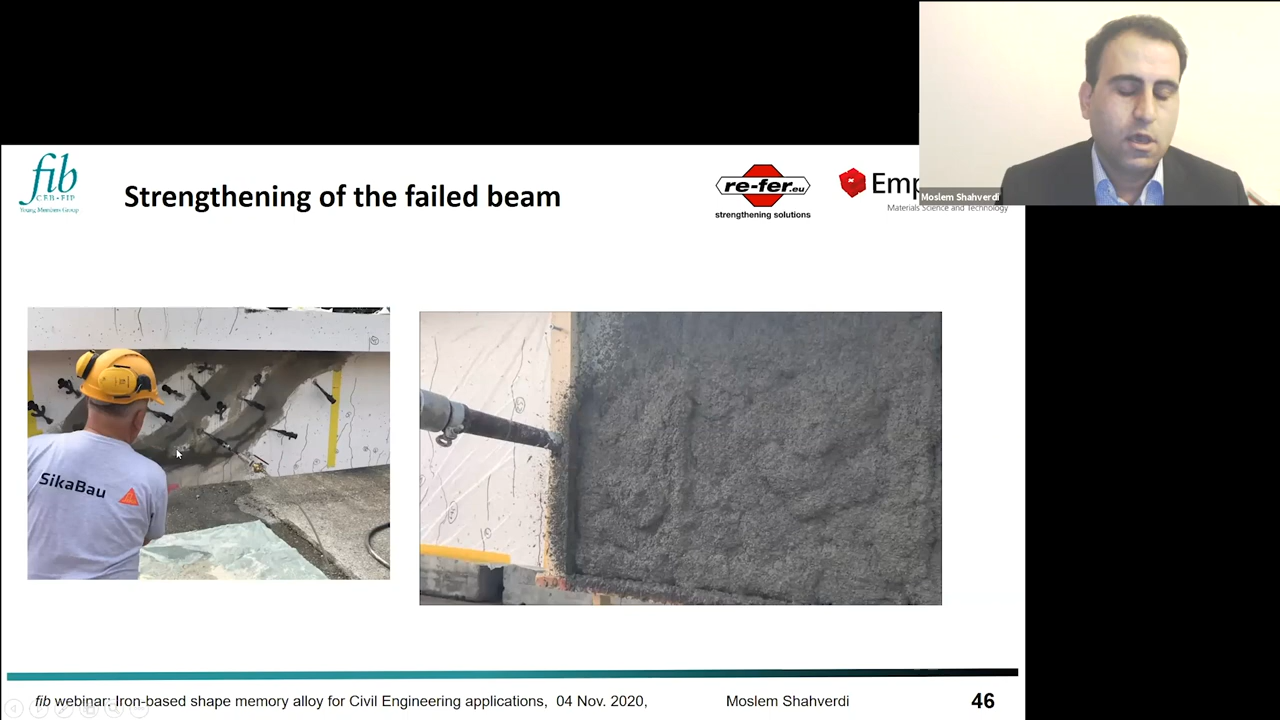 fib
CEB-FIP
Young Members Group
Strengthening of the failed beam
re-fer.eu
strengthening solutions
Emp
Materials Science and Technology
Moslem Shahverdi
SikaBau
fib webinar: Iron-based shape memory alloy for Civil Engineering applications, 04 Nov. 2020,
Moslem Shahverdi
46